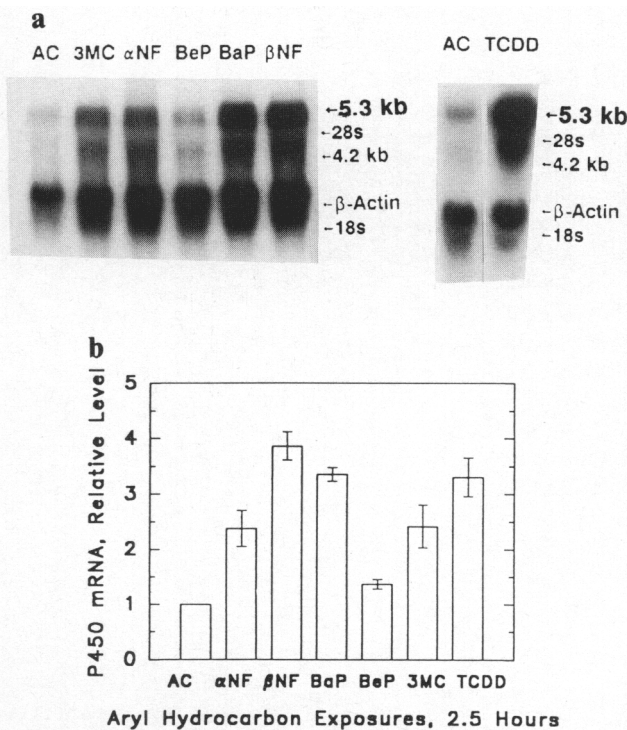 a
AC 3MC αNF BeP BaP βNF
←5.3 kb
-28s
-4.2 kb
-β-Actin
-18s
AC TCDD
←5.3 kb
-28s
-4.2 kb
-β-Actin
-18s
b
P450 mRNA, Relative Level
5
4
3
2
1
0
AC αNF βNF BaP BeP 3MC TCDD
Aryl Hydrocarbon Exposures, 2.5 Hours